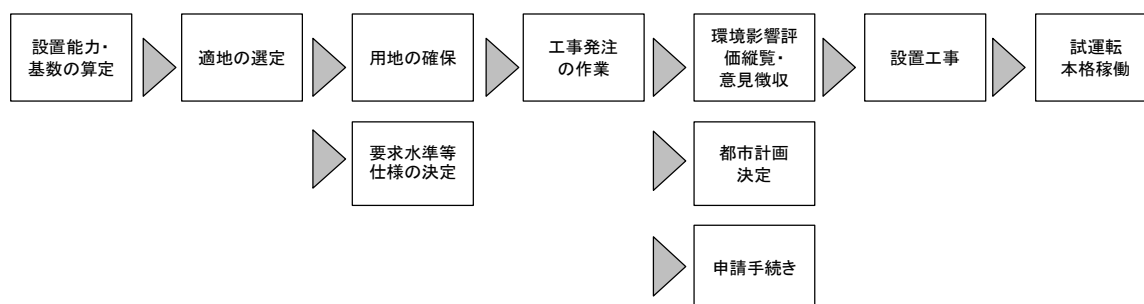 設置能力・
基数の算定
適地の選定
用地の確保
工事発注
の作業
環境影響評
価縦覧・
意見徴収
設置工事
試運転
本格稼働
要求水準等
仕様の決定
都市計画
決定
申請手続き